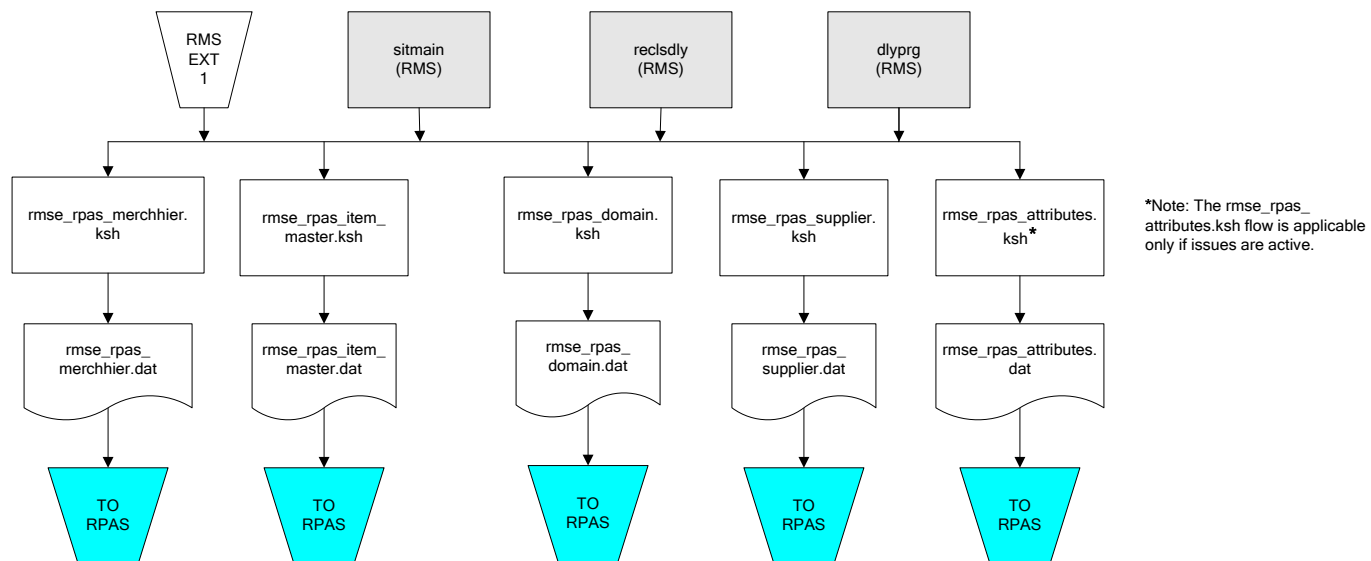 RMS
EXT
1
sitmain
(RMS)
reclsdly
(RMS)
dlyprg
(RMS)
rmse_rpas_merchhier.
ksh
rmse_rpas_item_
master.ksh
rmse_rpas_domain.
ksh
rmse_rpas_supplier.
ksh
rmse_rpas_attributes.
ksh*
*Note: The rmse_rpas_
attributes.ksh flow is applicable
only if issues are active.
rmse_rpas_
merchhier.dat
rmse_rpas_item_
master.dat
rmse_rpas_
domain.dat
rmse_rpas_
supplier.dat
rmse_rpas_attributes.
dat
TO
RPAS
TO
RPAS
TO
RPAS
TO
RPAS
TO
RPAS